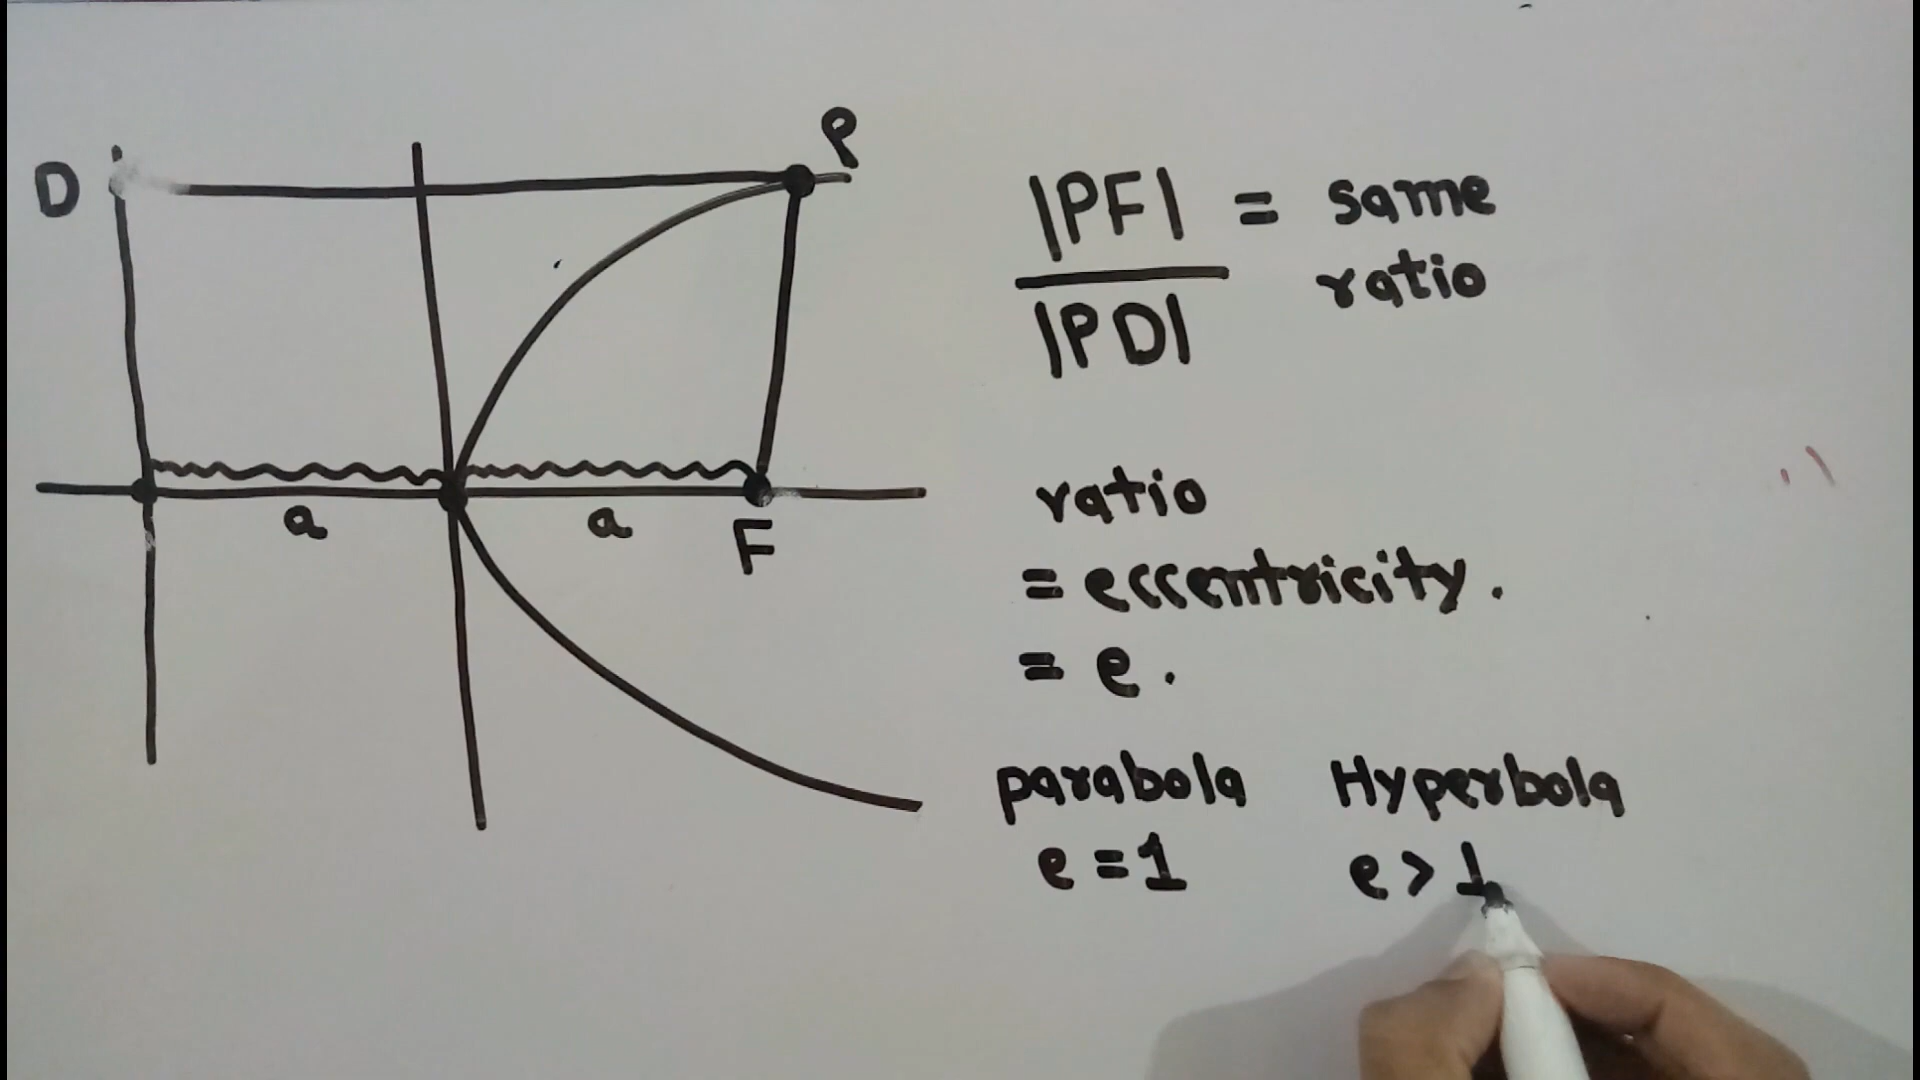 D
P
a
a
F
|PF| = same
|PD| ratio
ratio
= eccentricity.
= e.
parabola Hyperbola
e = 1 e > 1